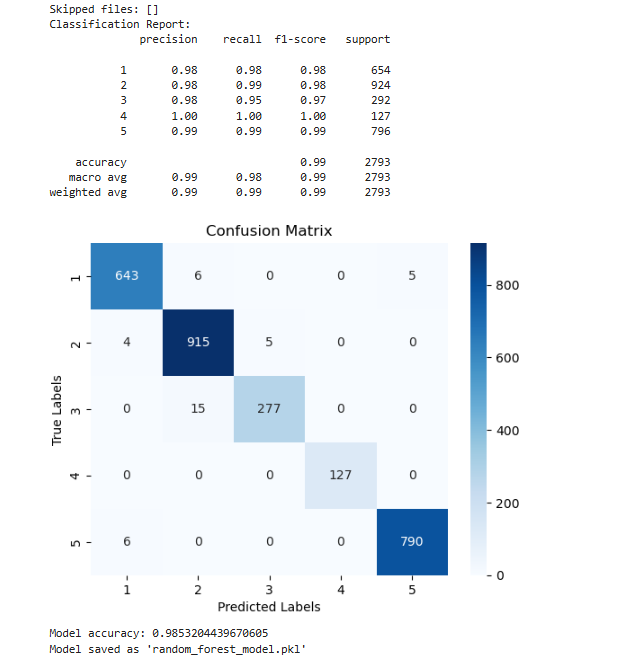 Skipped files: []
Classification Report:
precision recall f1-score support
1 0.98 0.98 0.98 654
2 0.98 0.99 0.98 924
3 0.98 0.95 0.97 292
4 1.00 1.00 1.00 127
5 0.99 0.99 0.99 796
accuracy 0.99 2793
macro avg 0.99 0.98 0.99 2793
weighted avg 0.99 0.99 0.99 2793
Confusion Matrix
1 643 6 0 0 5
2 4 915 5 0 0
3 0 15 277 0 0
4 0 0 0 127 0
5 6 0 0 0 790
True Labels
1 2 3 4 5
Predicted Labels
800
600
400
200
0
Model accuracy: 0.9853204439670605
Model saved as 'random_forest_model.pkl'